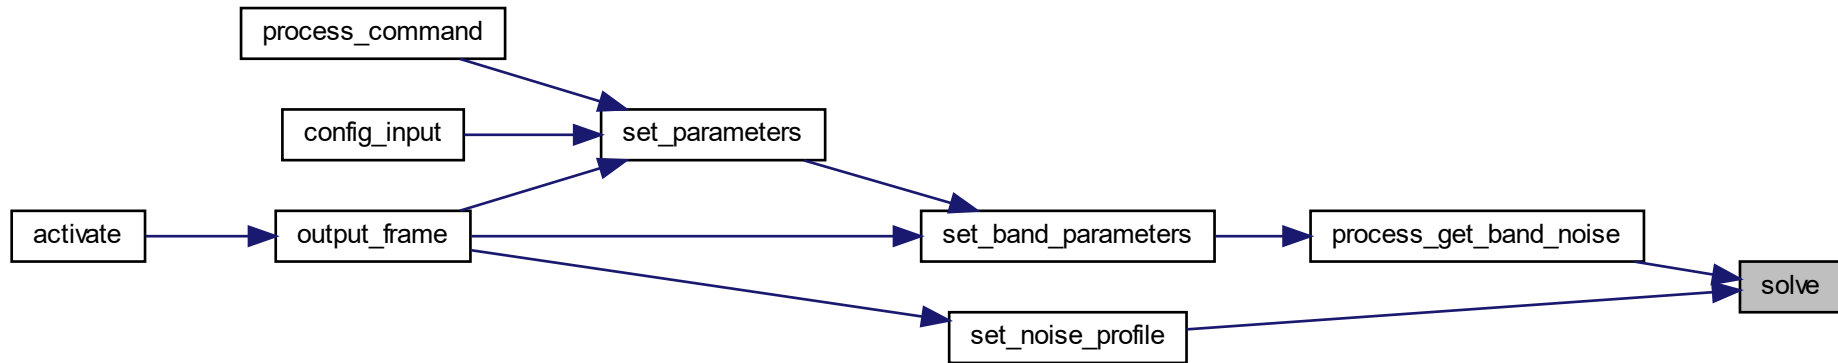 process_command
config_input
set_parameters
activate
output_frame
set_band_parameters
process_get_band_noise
solve
set_noise_profile